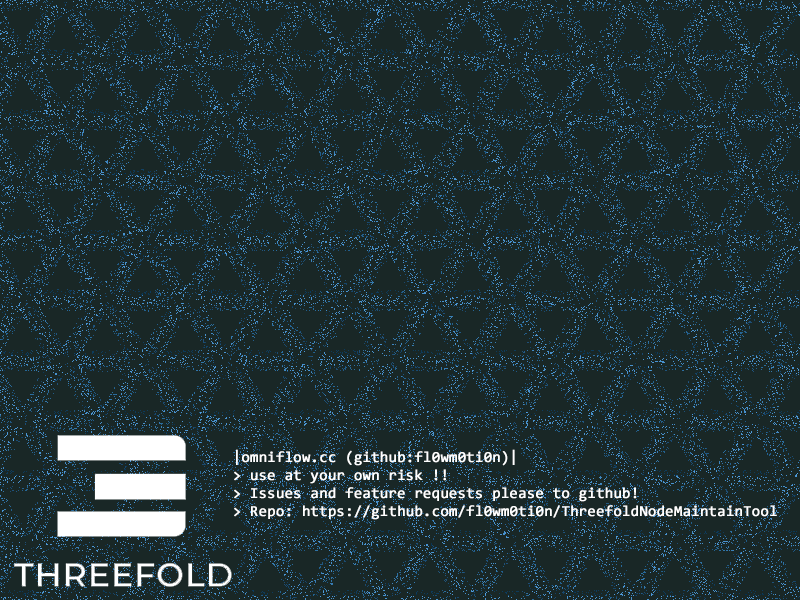 |omniflow.cc (github:fl0wm0ti0n)|
> use at your own risk !!
> Issues and feature requests please to github!
> Repo: https://github.com/fl0wm0ti0n/ThreefoldNodeMaintainTool
THREEFOLD